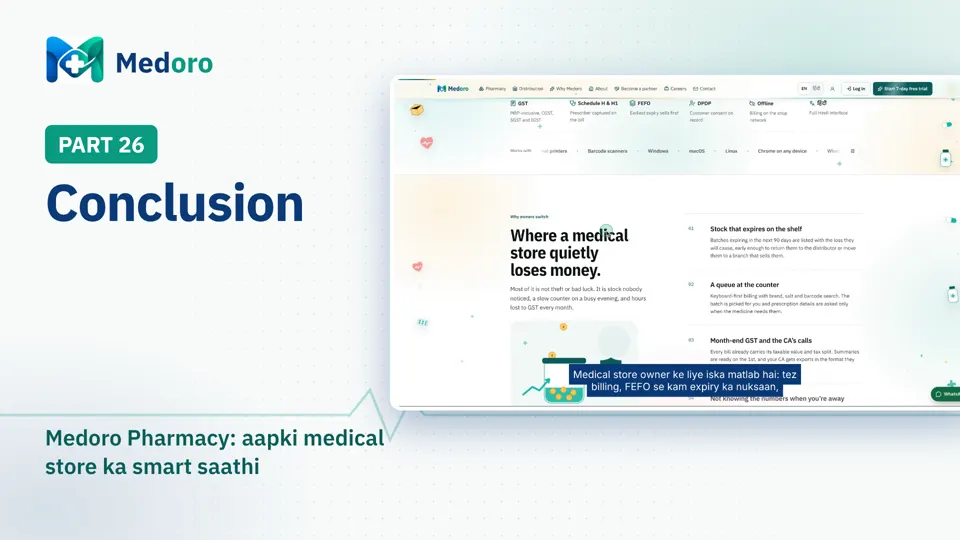 Medoro
PART 26
Conclusion
Medoro Pharmacy: aapki medical
store ka smart saathi
Medoro
Pharmacy
Distribution
Why Medoro
About
Become a partner
Careers
Contact
EN
हिंदी
Log in
Start 7-day free trial
GST
MRP-inclusive, CGST,
SGST and IGST
Schedule H & H1
Prescriber captured on
the bill
FEFO
Earliest expiry sells first
DPDP
Customer consent on
record
Offline
Billing on the shop
network
हिंदी
Full Hindi interface
Works with
printers
Barcode scanners
Windows
macOS
Linux
Chrome on any device
Why owners switch
Where a medical
store quietly
loses money.
Most of it is not theft or bad luck. It is stock nobody
noticed, a slow counter on a busy evening, and hours
lost to GST every month.
01
Stock that expires on the shelf
Batches expiring in the next 90 days are listed with the loss they
will cause, early enough to return them to the distributor or move
them to a branch that sells them.
02
A queue at the counter
Keyboard-first billing with brand, salt and barcode search. The
batch is picked for you and prescription details are asked only
when the medicine needs them.
03
Month-end GST and the CA's calls
Every bill already carries its taxable value and tax split. Summaries
are ready on the 1st, and your CA gets exports in the format they
04
Not knowing the numbers when you're away
Medical store owner ke liye iska matlab hai: tez
billing, FEFO se kam expiry ka nuksaan,